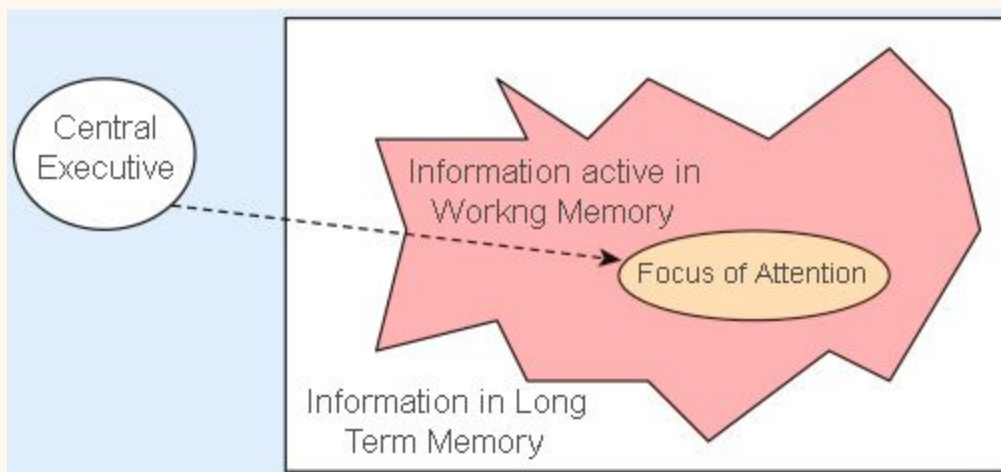 Central
Executive
Information active in
Workng Memory
Focus of Attention
Information in Long
Term Memory